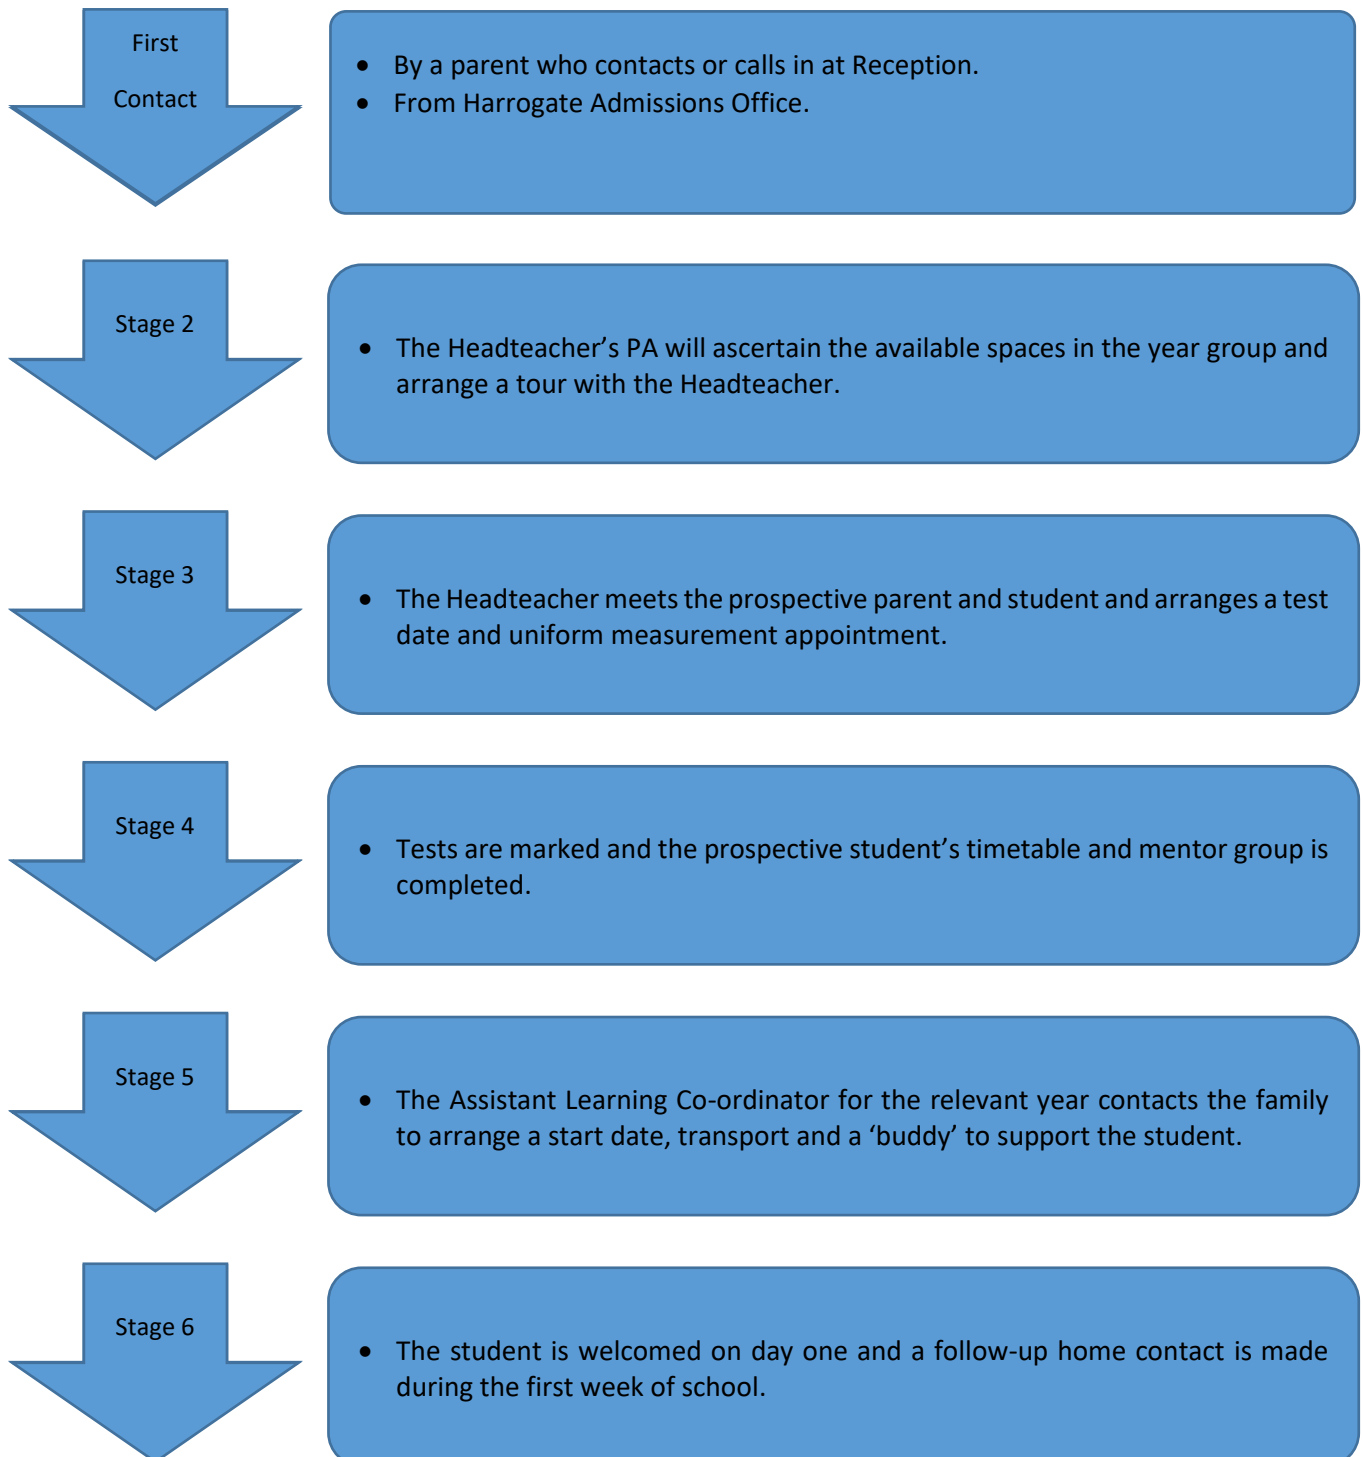 First
Contact
• By a parent who contacts or calls in at Reception.
• From Harrogate Admissions Office.
Stage 2
• The Headteacher’s PA will ascertain the available spaces in the year group and
arrange a tour with the Headteacher.
Stage 3
• The Headteacher meets the prospective parent and student and arranges a test
date and uniform measurement appointment.
Stage 4
• Tests are marked and the prospective student’s timetable and mentor group is
completed.
Stage 5
• The Assistant Learning Co-ordinator for the relevant year contacts the family
to arrange a start date, transport and a ‘buddy’ to support the student.
Stage 6
• The student is welcomed on day one and a follow-up home contact is made
during the first week of school.